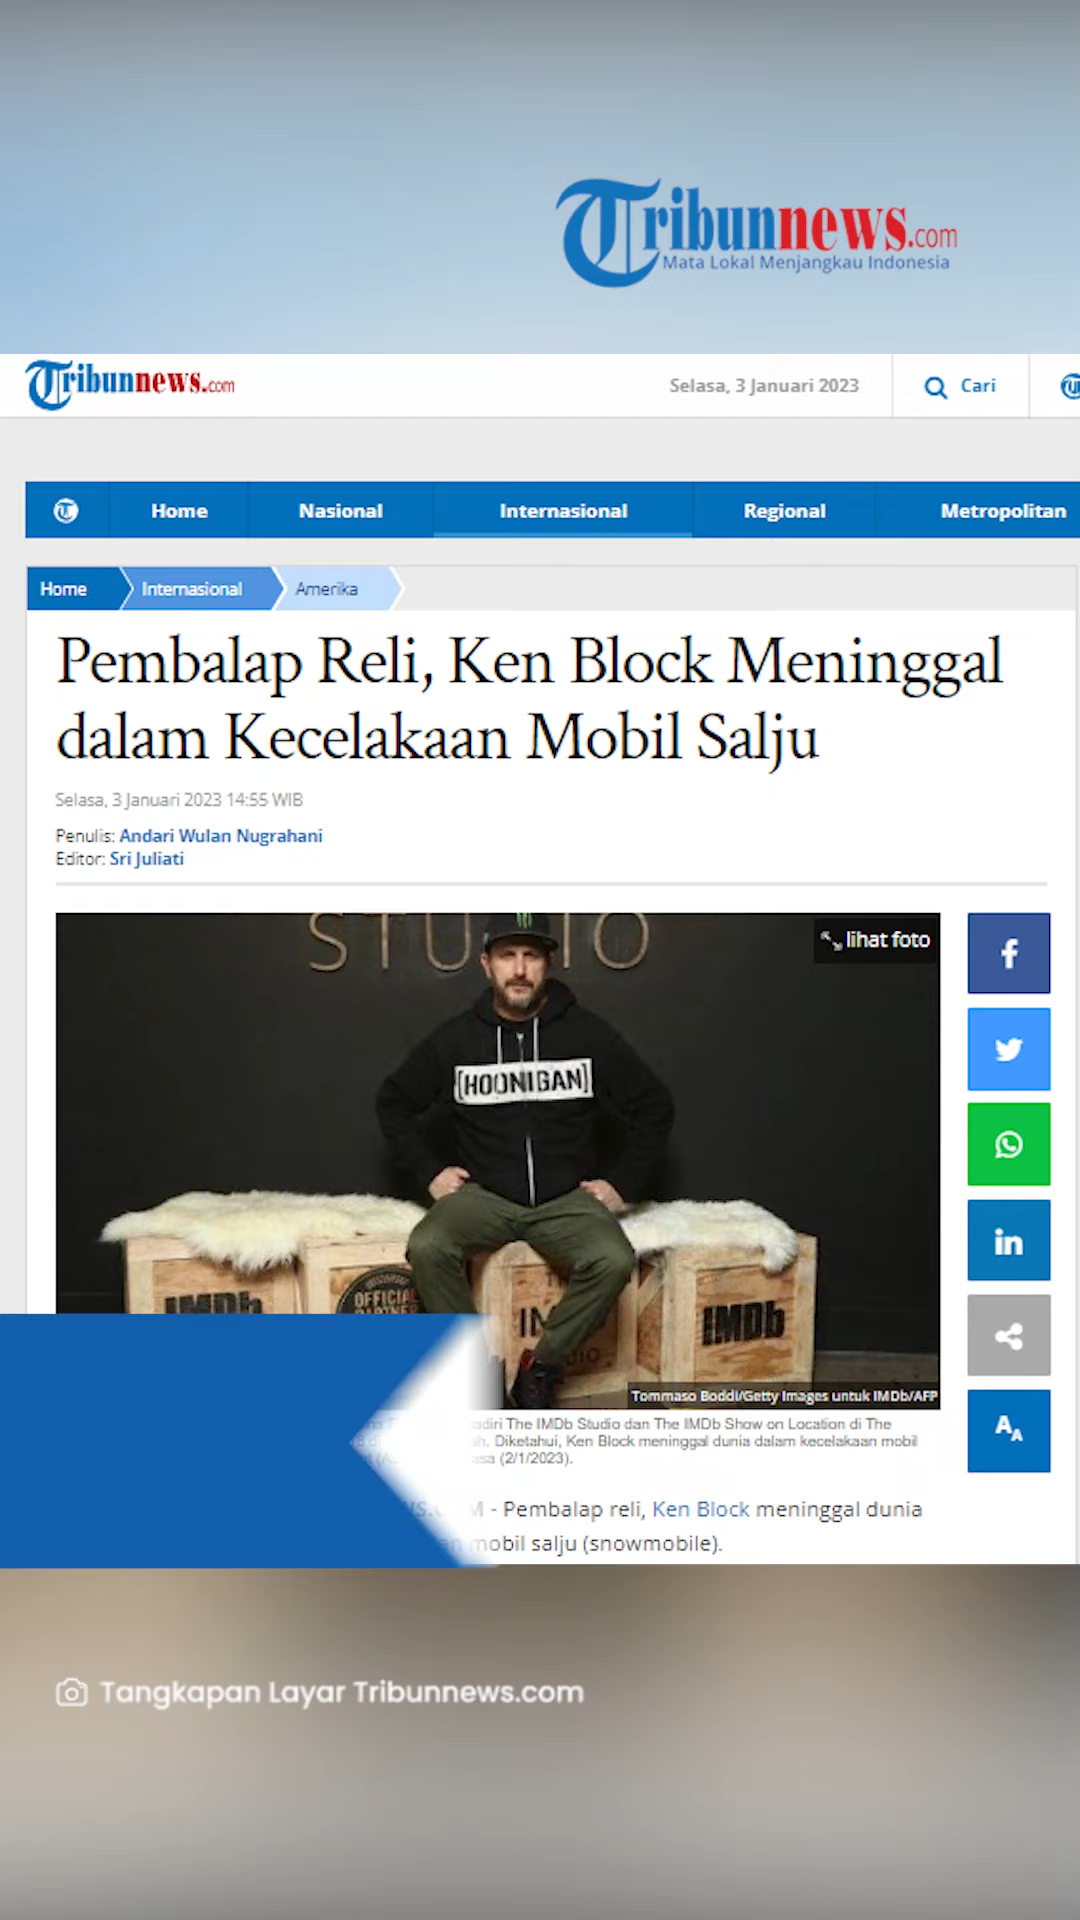 Tribunnews.com
Mata Lokal Menjangkau Indonesia
Tribunnews.com
Selasa, 3 Januari 2023
Cari
Home
Nasional
Internasional
Regional
Metropolitan
Home
Internasional
Amerika
Pembalap Reli, Ken Block Meninggal
dalam Kecelakaan Mobil Salju
Selasa, 3 Januari 2023 14:55 WIB
Penulis: Andari Wulan Nugrahani
Editor: Sri Juliati
STUDIO
lihat foto
[HOONIGAN]
IMDb
OFFICIAL
IMDb
Tommaso Boddi/Getty Images untuk IMDb/AFP
The IMDb Studio dan The IMDb Show on Location di The
Diketahui, Ken Block meninggal dunia dalam kecelakaan mobil
(2/1/2023).
- Pembalap reli, Ken Block meninggal dunia
mobil salju (snowmobile).
Tangkapan Layar Tribunnews.com